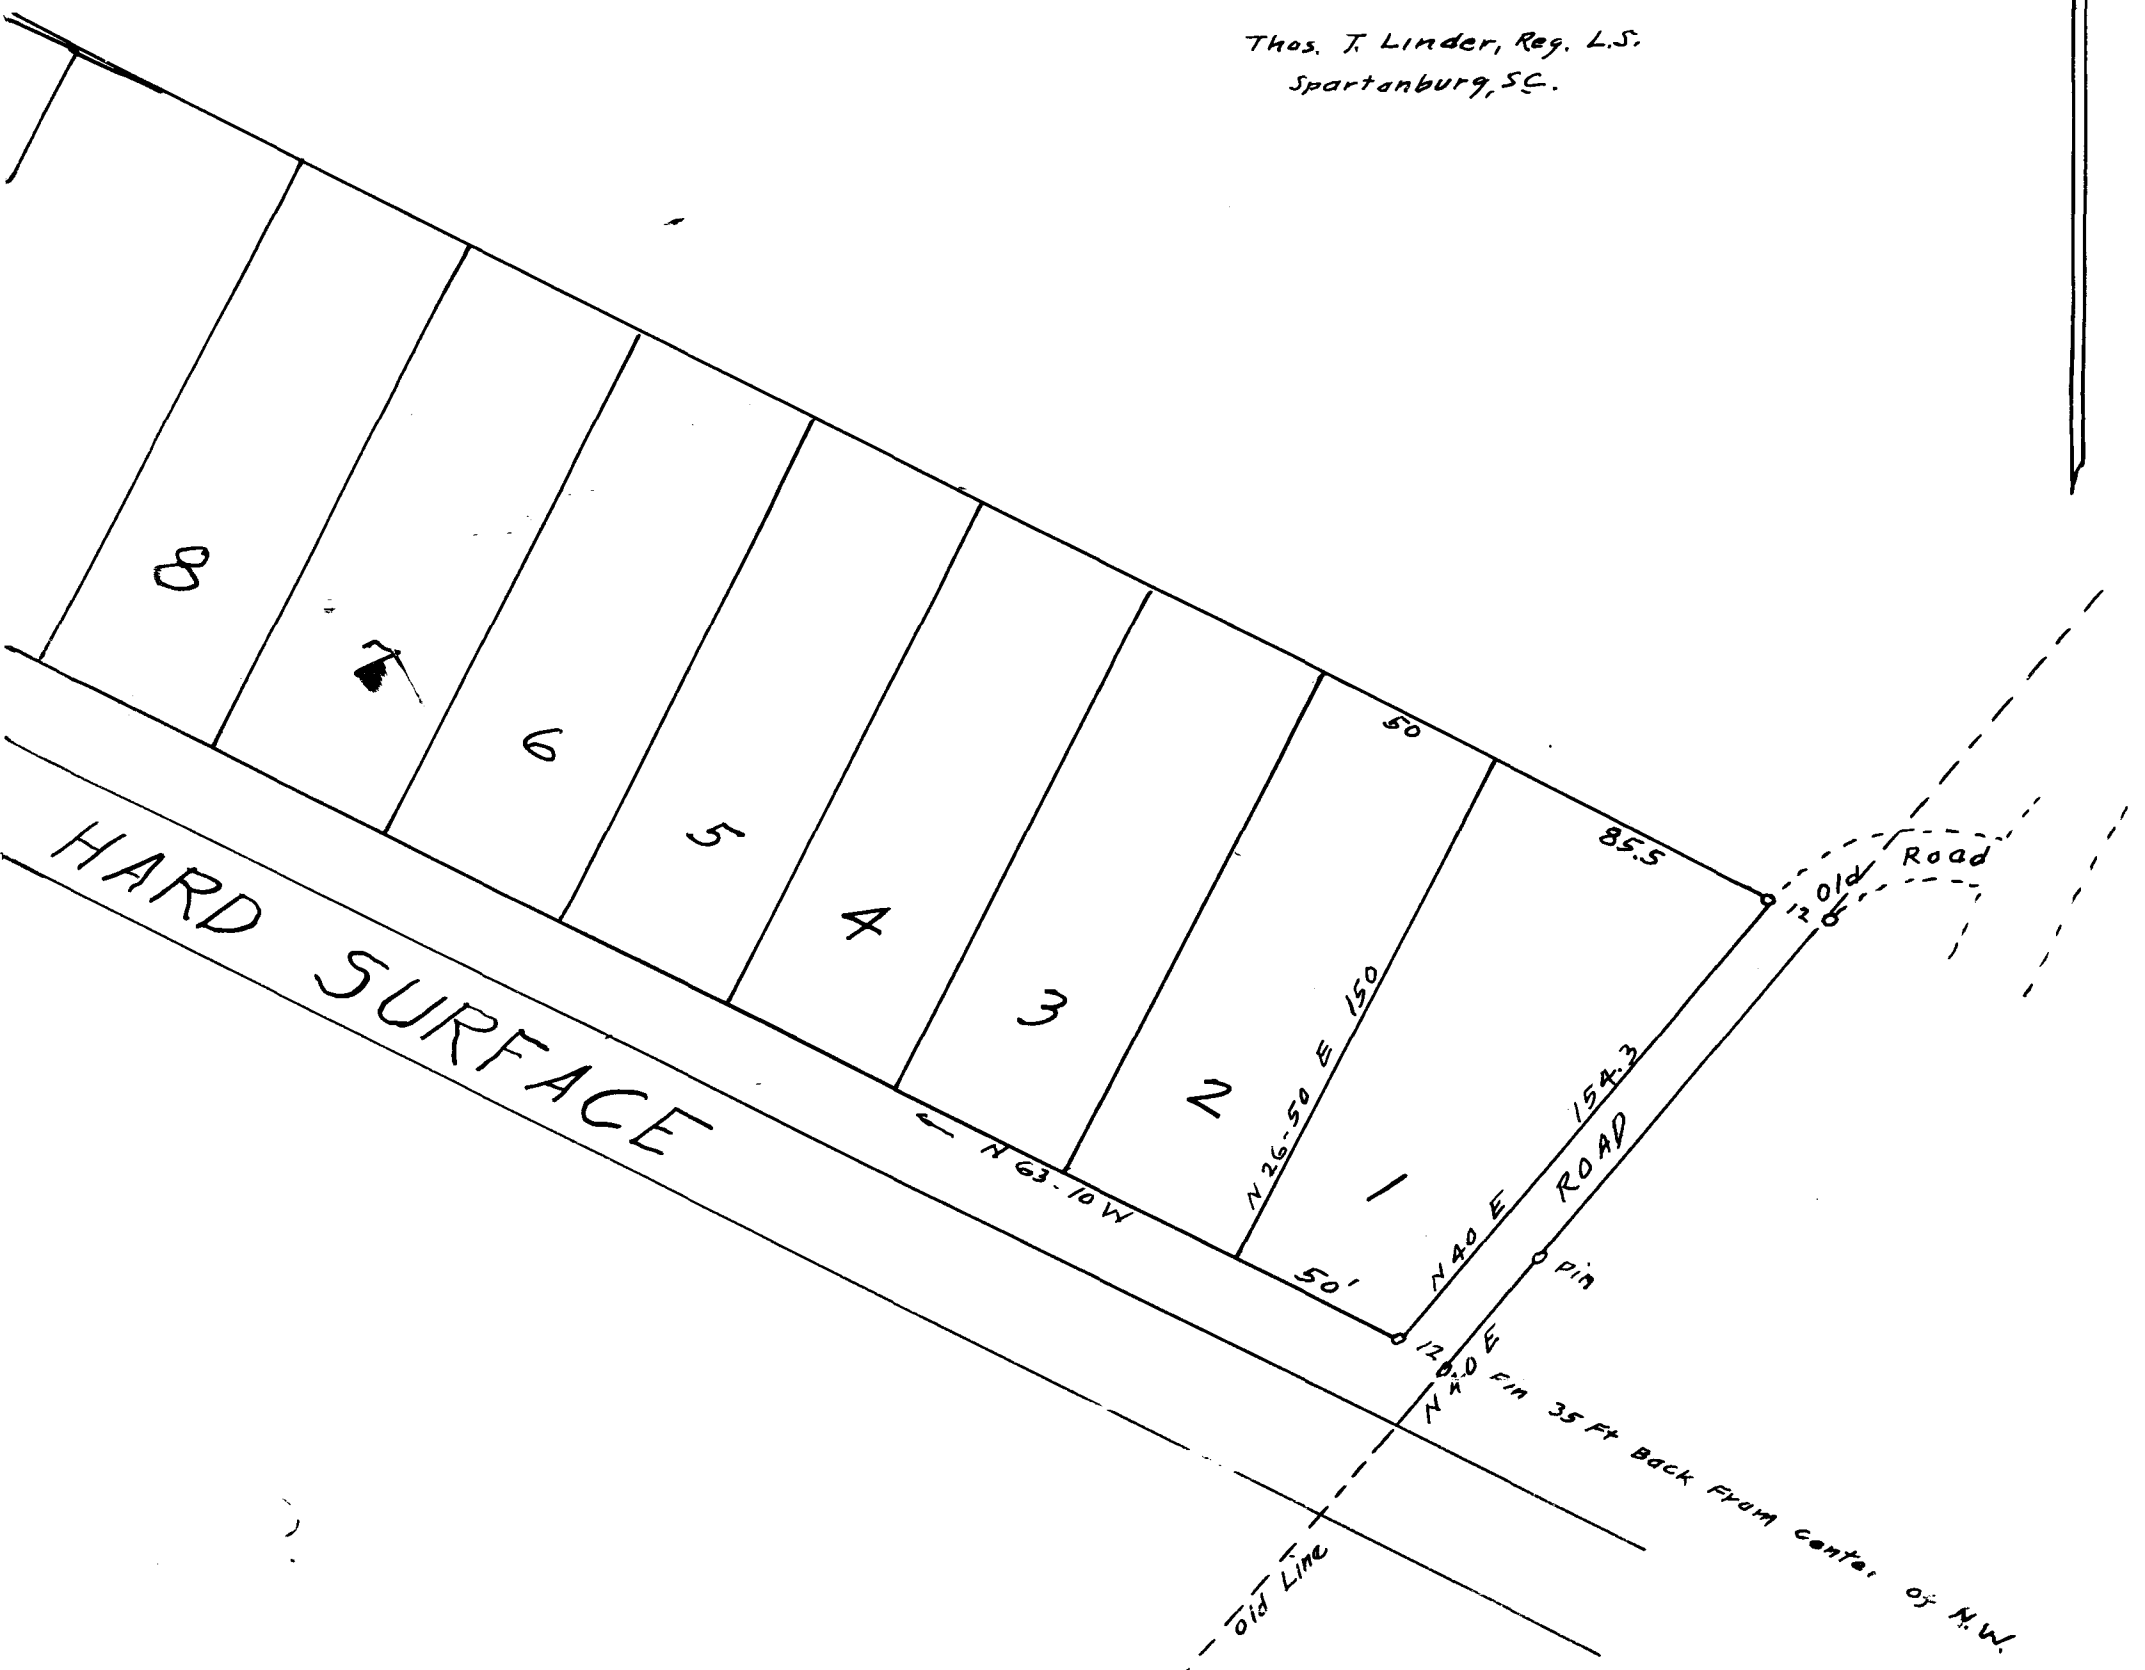 Thos. T. Linder, Reg. L.S.
Spartanburg, S.C.
8
7
6
5
4
3
2
1
50
85.5
12
Old Road
N 26-50 E 150
N 40 E 154.3
ROAD
Pin
50'
← N 63-10 W
12
N 40 E
Pin 35 Ft Back From Center of N.W.
HARD SURFACE
Old Line